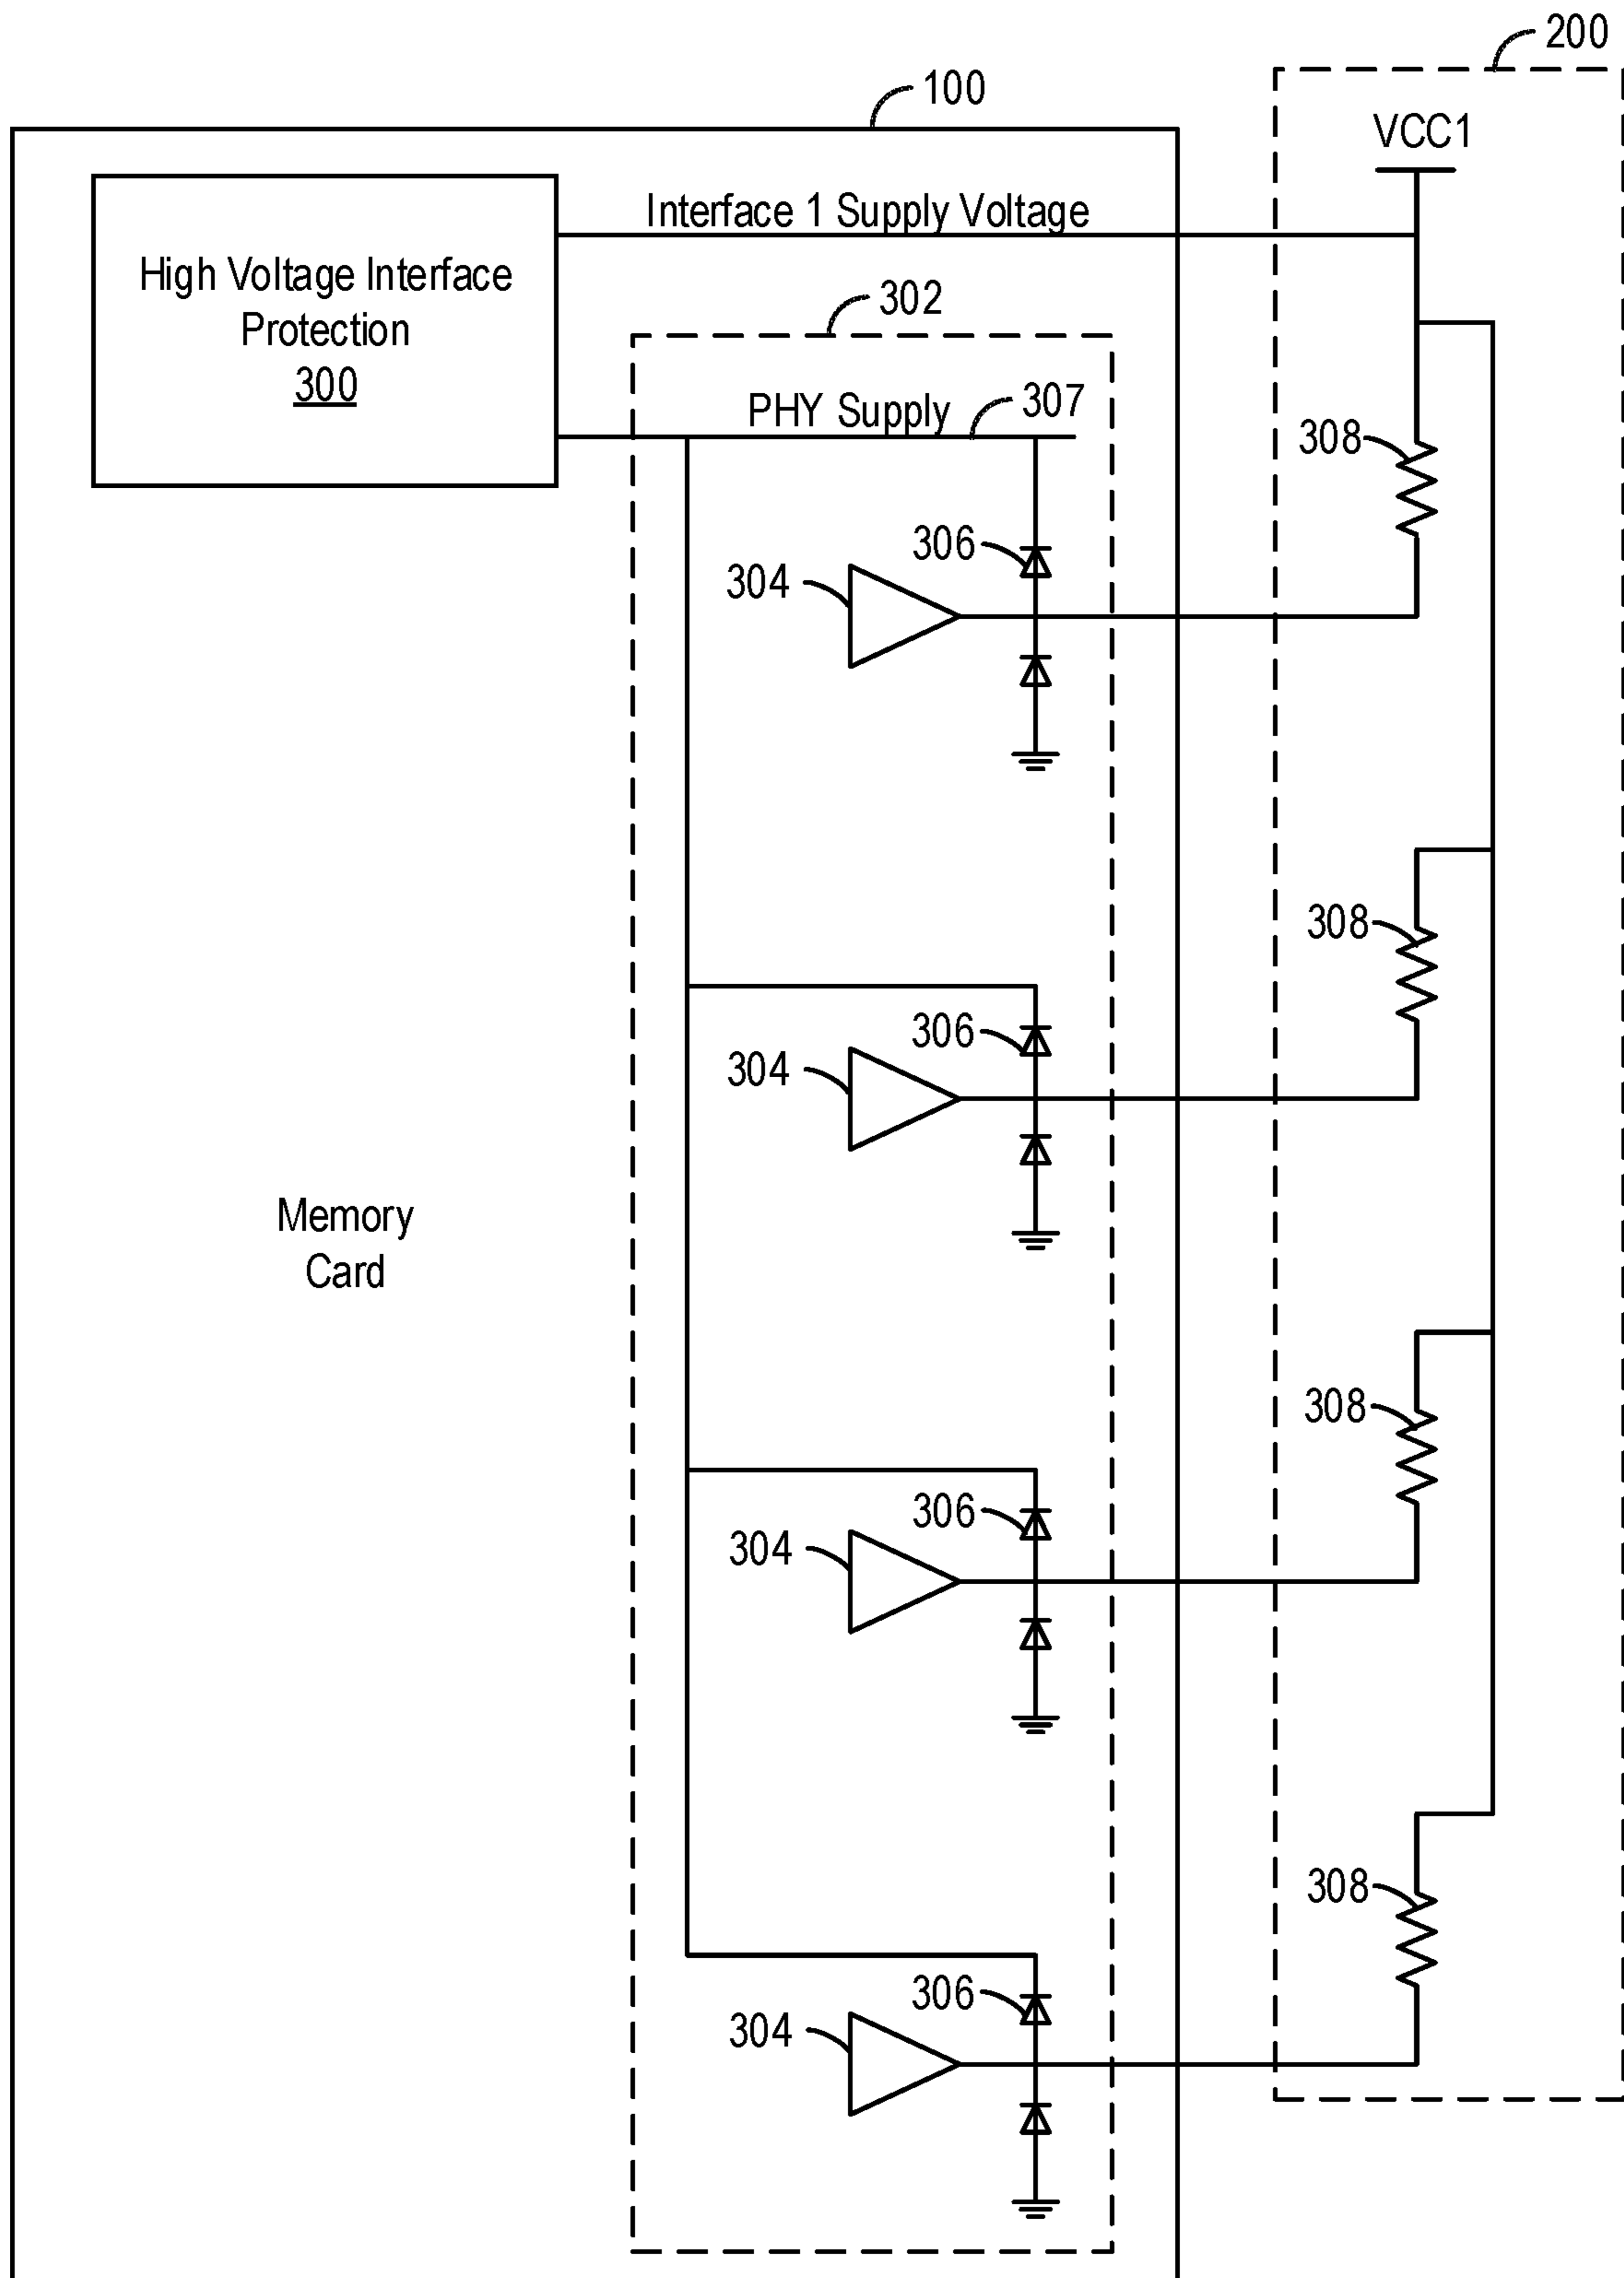 200
100
VCC1
Interface 1 Supply Voltage
High Voltage Interface
Protection
300
302
PHY Supply
307
308
306
304
308
306
304
Memory
Card
308
306
304
308
306
304